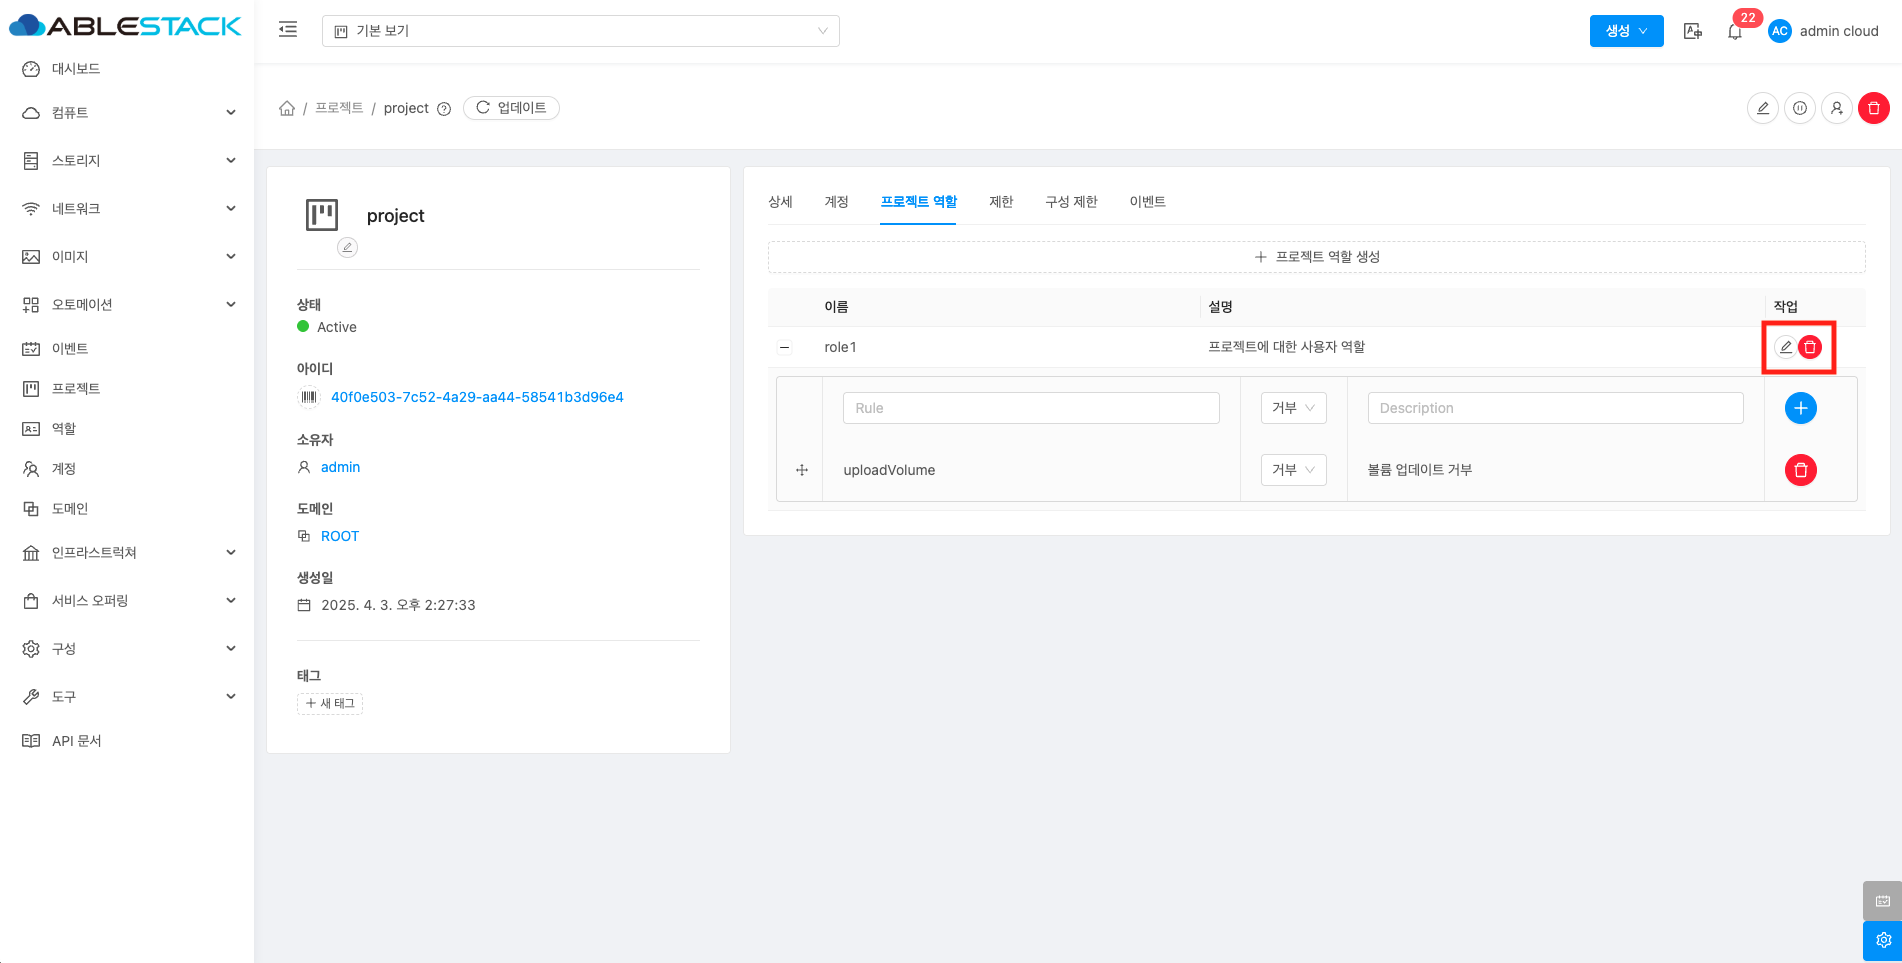 ABLESTACK
기본 보기
생성
22
AC
admin cloud
대시보드
컴퓨트
스토리지
네트워크
이미지
오토메이션
이벤트
프로젝트
역할
계정
도메인
인프라스트럭쳐
서비스 오퍼링
구성
도구
API 문서
/ 프로젝트 / project
업데이트
project
상태
Active
아이디
40f0e503-7c52-4a29-aa44-58541b3d96e4
소유자
admin
도메인
ROOT
생성일
2025. 4. 3. 오후 2:27:33
태그
새 태그
상세 계정 프로젝트 역할 제한 구성 제한 이벤트
프로젝트 역할 생성
이름 설명 작업
role1 프로젝트에 대한 사용자 역할
Rule 거부 Description
uploadVolume 거부 볼륨 업데이트 거부